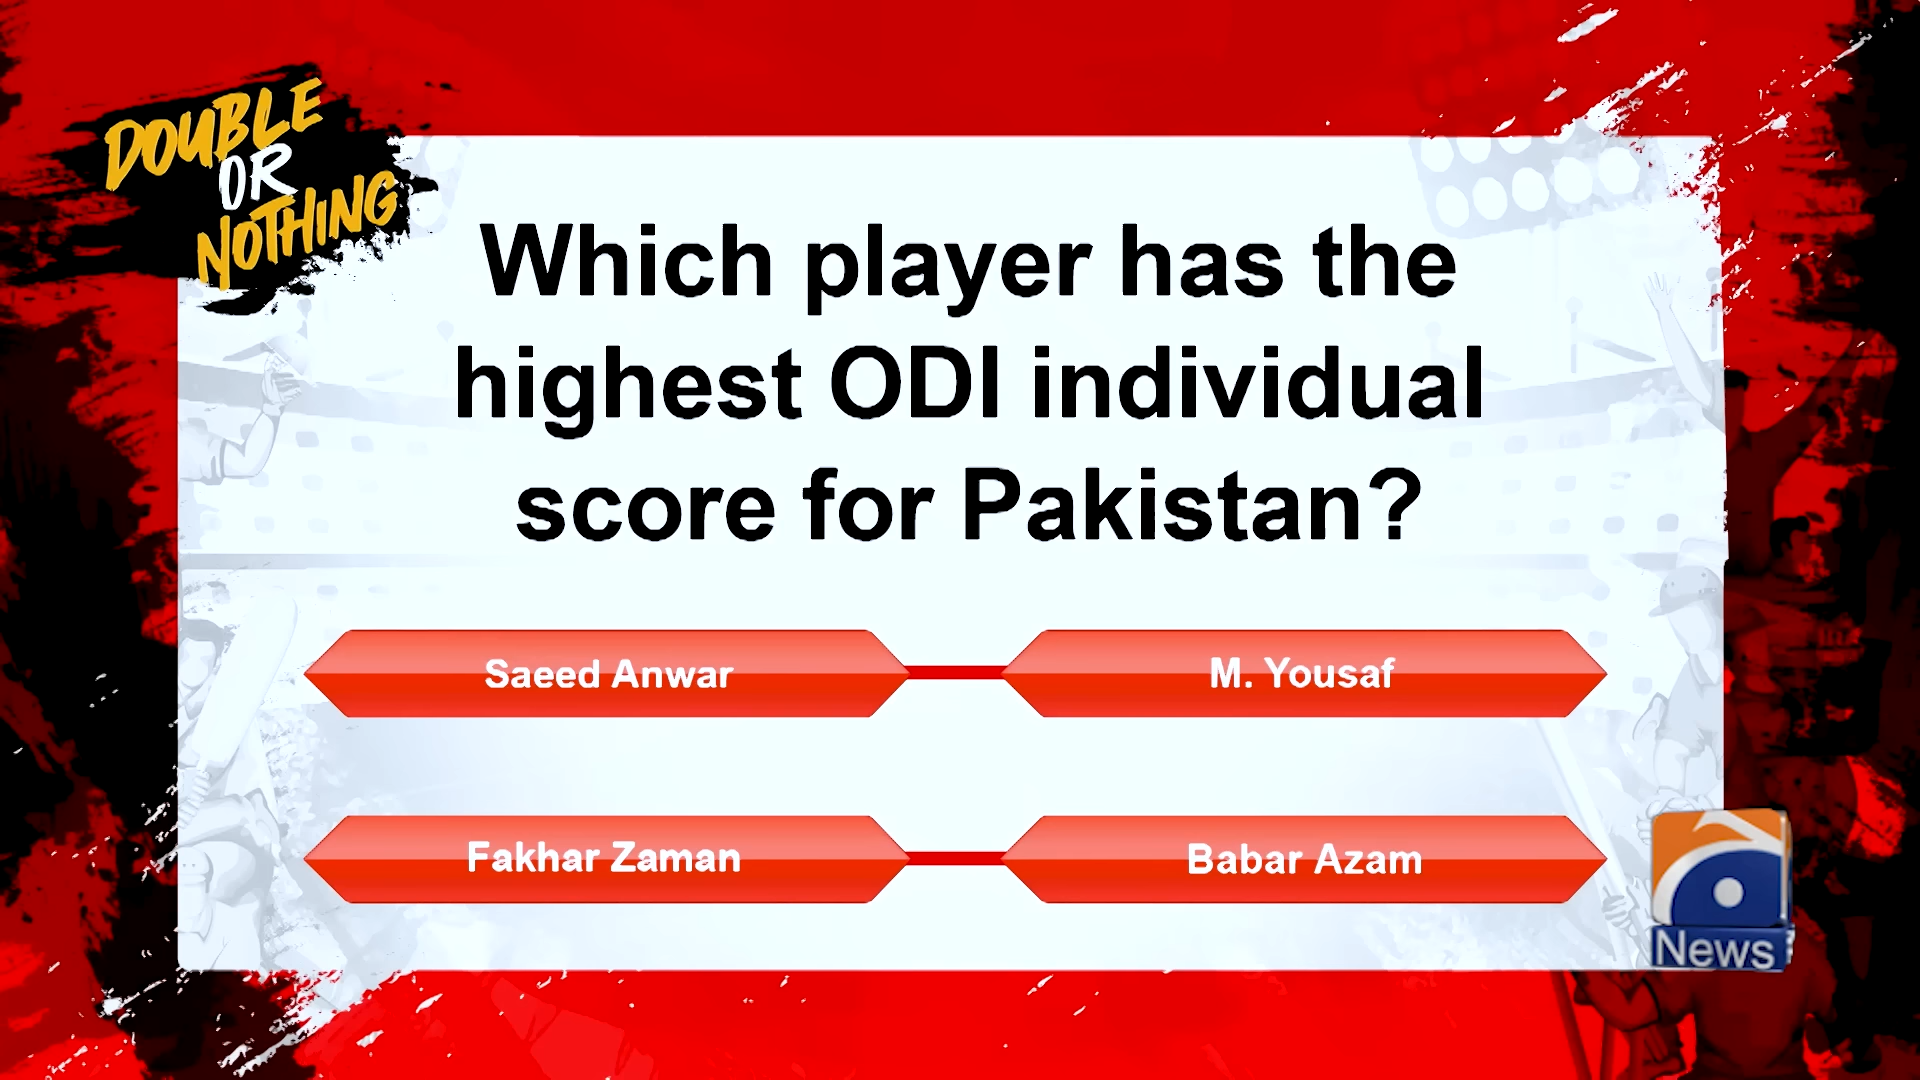 DOUBLE
OR
NOTHING
Which player has the
highest ODI individual
score for Pakistan?
Saeed Anwar
M. Yousaf
Fakhar Zaman
Babar Azam
News